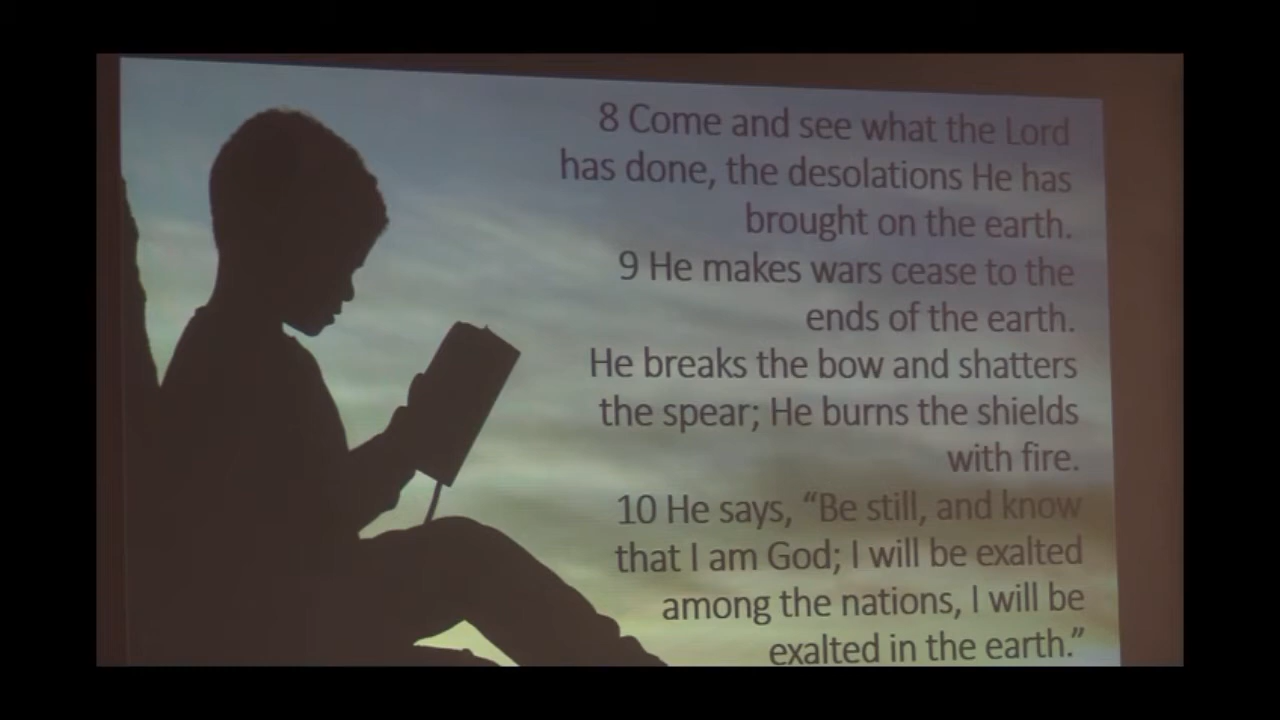 8 Come and see what the Lord
has done, the desolations He has
brought on the earth.
9 He makes wars cease to the
ends of the earth.
He breaks the bow and shatters
the spear; He burns the shields
with fire.
10 He says, “Be still, and know
that I am God; I will be exalted
among the nations, I will be
exalted in the earth.”